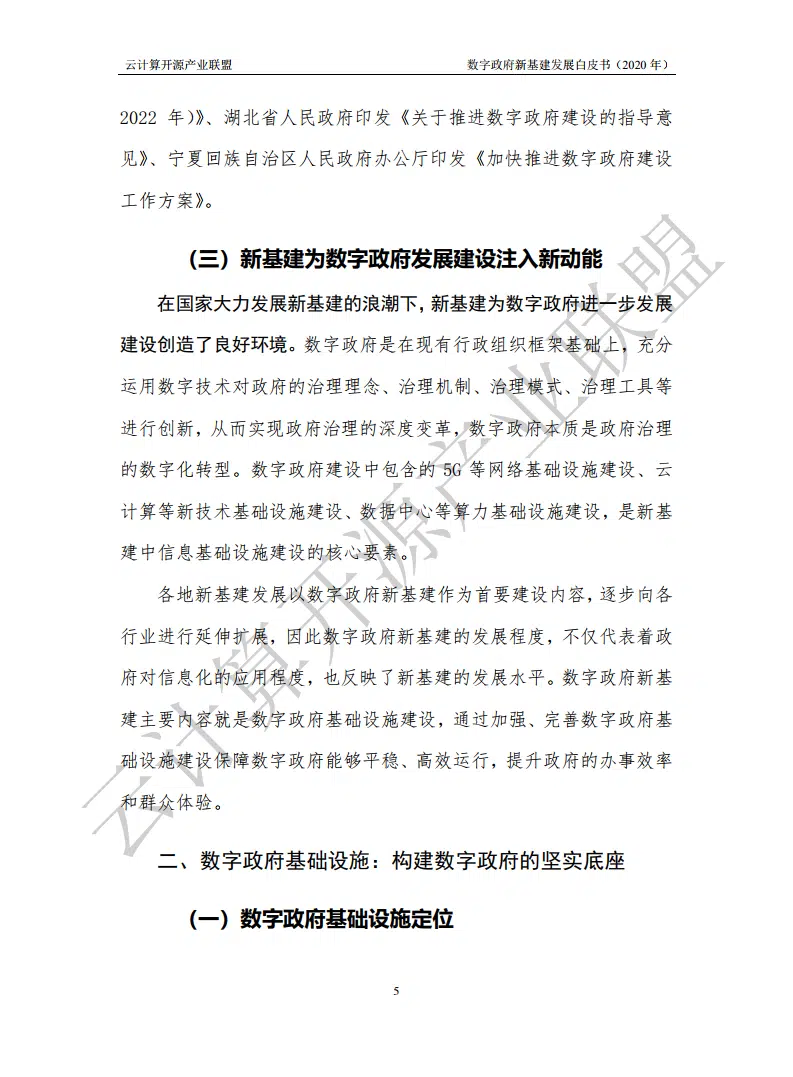 云计算开源产业联盟 数字政府新基建发展白皮书（2020 年）
2022 年）》、湖北省人民政府印发《关于推进数字政府建设的指导意
见》、宁夏回族自治区人民政府办公厅印发《加快推进数字政府建设
工作方案》。
（三）新基建为数字政府发展建设注入新动能
在国家大力发展新基建的浪潮下，新基建为数字政府进一步发展
建设创造了良好环境。数字政府是在现有行政组织框架基础上，充分
运用数字技术对政府的治理理念、治理机制、治理模式、治理工具等
进行创新，从而实现政府治理的深度变革，数字政府本质是政府治理
的数字化转型。数字政府建设中包含的 5G 等网络基础设施建设、云
计算等新技术基础设施建设、数据中心等算力基础设施建设，是新基
建中信息基础设施建设的核心要素。
各地新基建发展以数字政府新基建作为首要建设内容，逐步向各
行业进行延伸扩展，因此数字政府新基建的发展程度，不仅代表着政
府对信息化的应用程度，也反映了新基建的发展水平。数字政府新基
建主要内容就是数字政府基础设施建设，通过加强、完善数字政府基
础设施建设保障数字政府能够平稳、高效运行，提升政府的办事效率
和群众体验。
二、数字政府基础设施：构建数字政府的坚实底座
（一）数字政府基础设施定位
5
云计算开源产业联盟